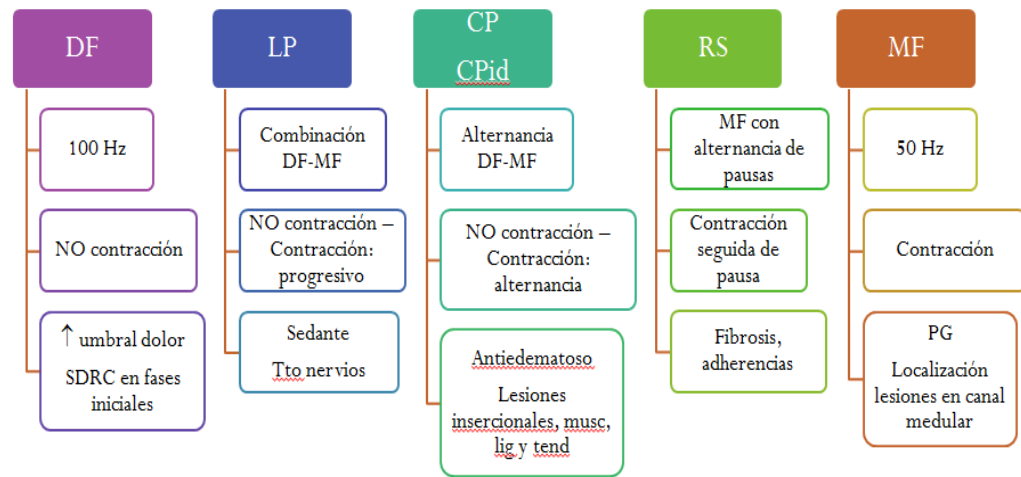 DF
100 Hz
NO contracción
↑ umbral dolor
SDRC en fases
iniciales
LP
Combinación
DF-MF
NO contracción –
Contracción:
progresivo
Sedante
Tto nervios
CP
CPid
Alternancia
DF-MF
NO contracción –
Contracción:
alternancia
Antiedematoso
Lesiones
insercionales, musc,
lig y tend
RS
MF con
alternancia de
pausas
Contracción
seguida de
pausa
Fibrosis,
adherencias
MF
50 Hz
Contracción
PG
Localización
lesiones en canal
medular